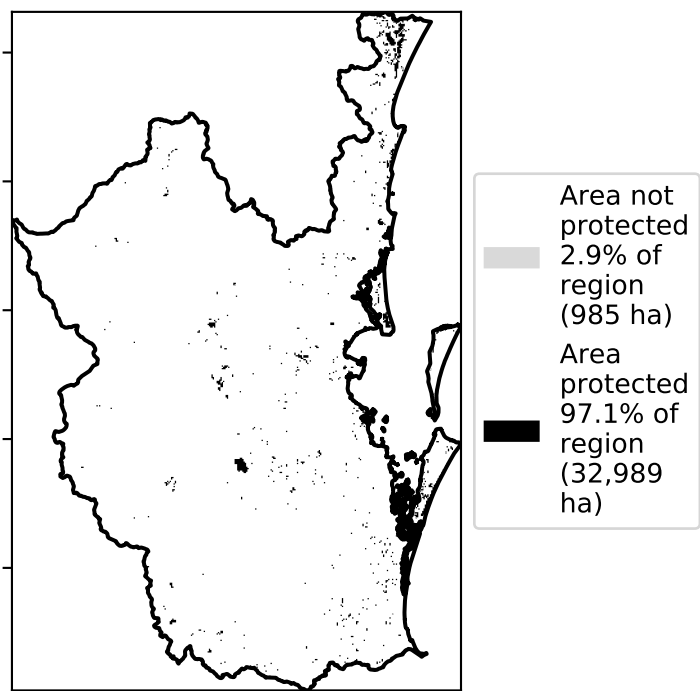 Area not
protected
2.9% of
region
(985 ha)
Area
protected
97.1% of
region
(32,989
ha)